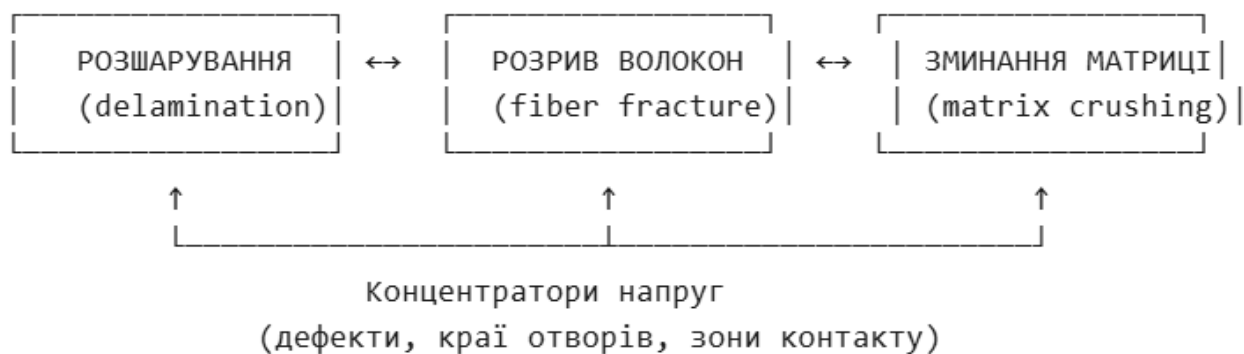 РОЗШАРУВАННЯ ↔ РОЗРИВ ВОЛОКОН ↔ ЗМИНАННЯ МАТРИЦІ
(delamination) (fiber fracture) (matrix crushing)
Концентратори напруг
(дефекти, краї отворів, зони контакту)